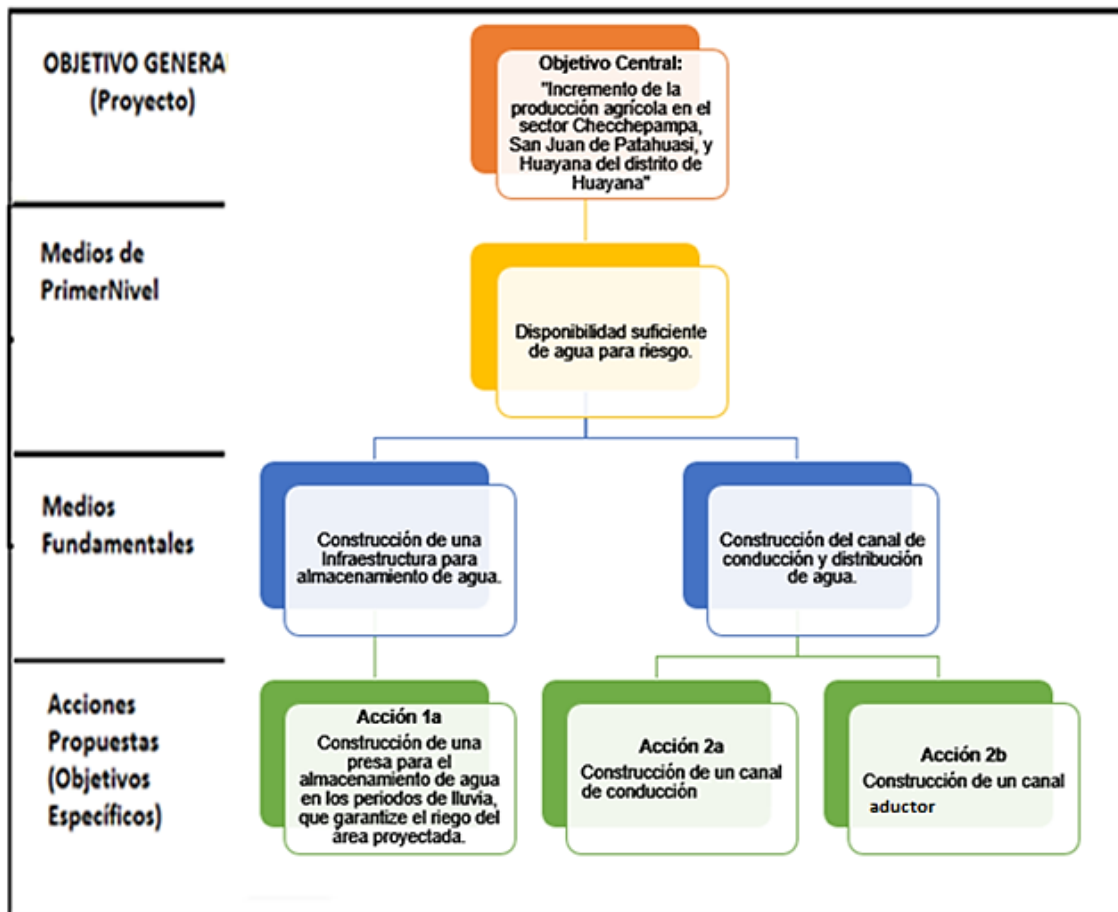 OBJETIVO GENERA
(Proyecto)
Objetivo Central:
"Incremento de la
producción agrícola en el
sector Checchepampa,
San Juan de Patahuasi, y
Huayana del distrito de
Huayana"
Medios de
PrimerNivel
Disponibilidad suficiente
de agua para riesgo.
Medios
Fundamentales
Construcción de una
Infraestructura para
almacenamiento de agua.
Construcción del canal de
conducción y distribución
de agua.
Acciones
Propuestas
(Objetivos
Específicos)
Acción 1a
Construcción de una
presa para el
almacenamiento de agua
en los periodos de lluvia,
que garantize el riego del
área proyectada.
Acción 2a
Construcción de un canal
de conducción
Acción 2b
Construcción de un canal
aductor